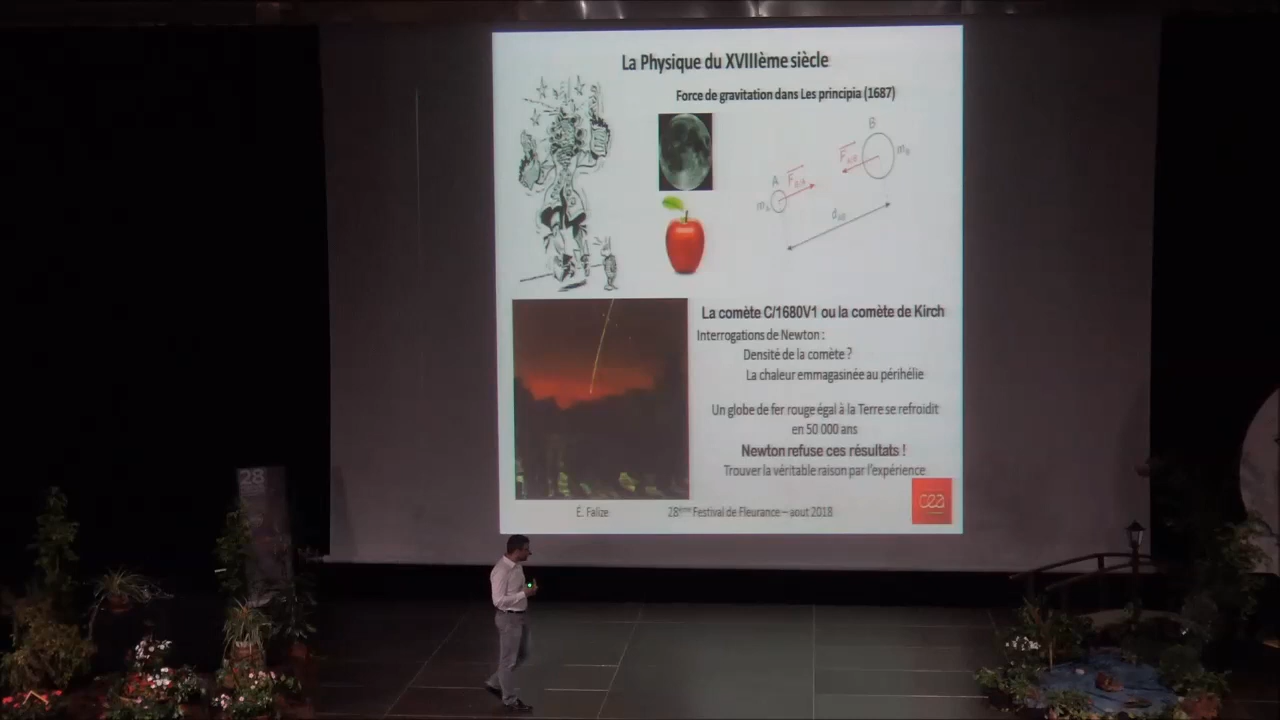 La Physique du XVIIIème siècle
Force de gravitation dans Les principia (1687)
B
A
La comète C/1680V1 ou la comète de Kirch
Interrogations de Newton :
Densité de la comète ?
La chaleur emmagasinée au périhélie
Un globe de fer rouge égal à la Terre se refroidit
en 50 000 ans
Newton refuse ces résultats !
Trouver la véritable raison par l'expérience
cea
É. Falize
28ème Festival de Fleurance – aout 2018
28